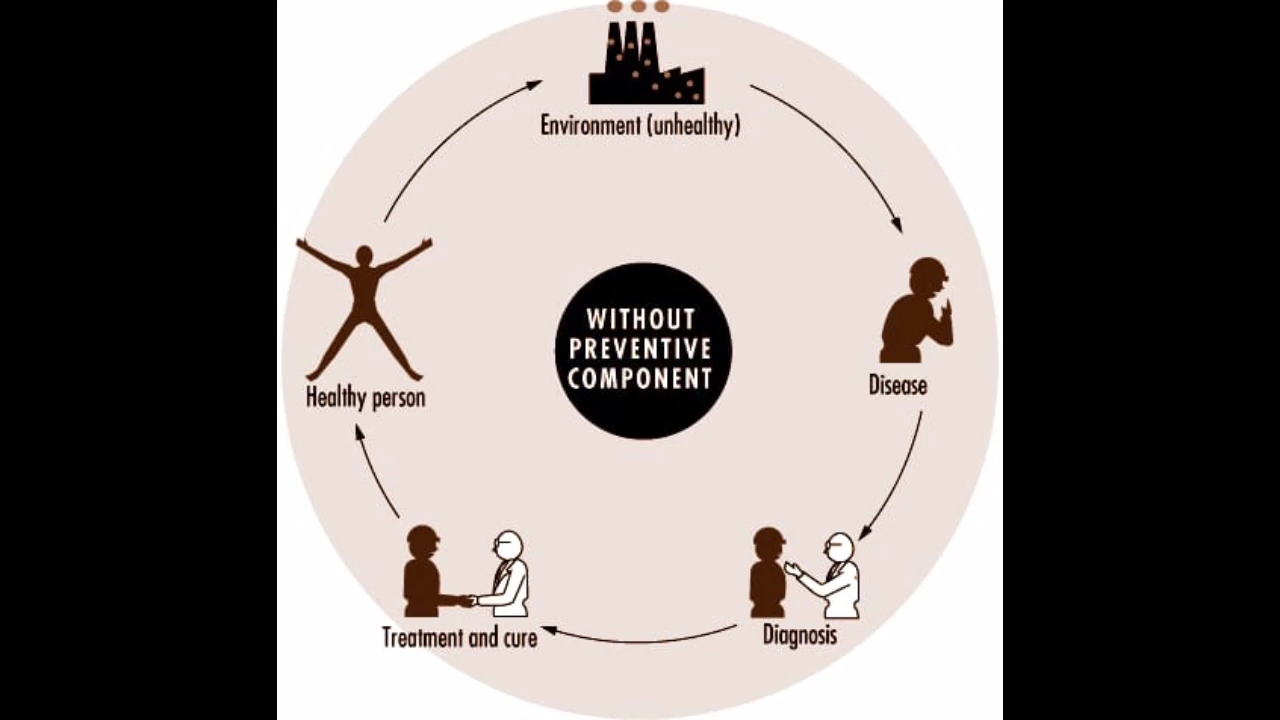 Environment (unhealthy)
WITHOUT
PREVENTIVE
COMPONENT
Healthy person
Disease
Treatment and cure
Diagnosis